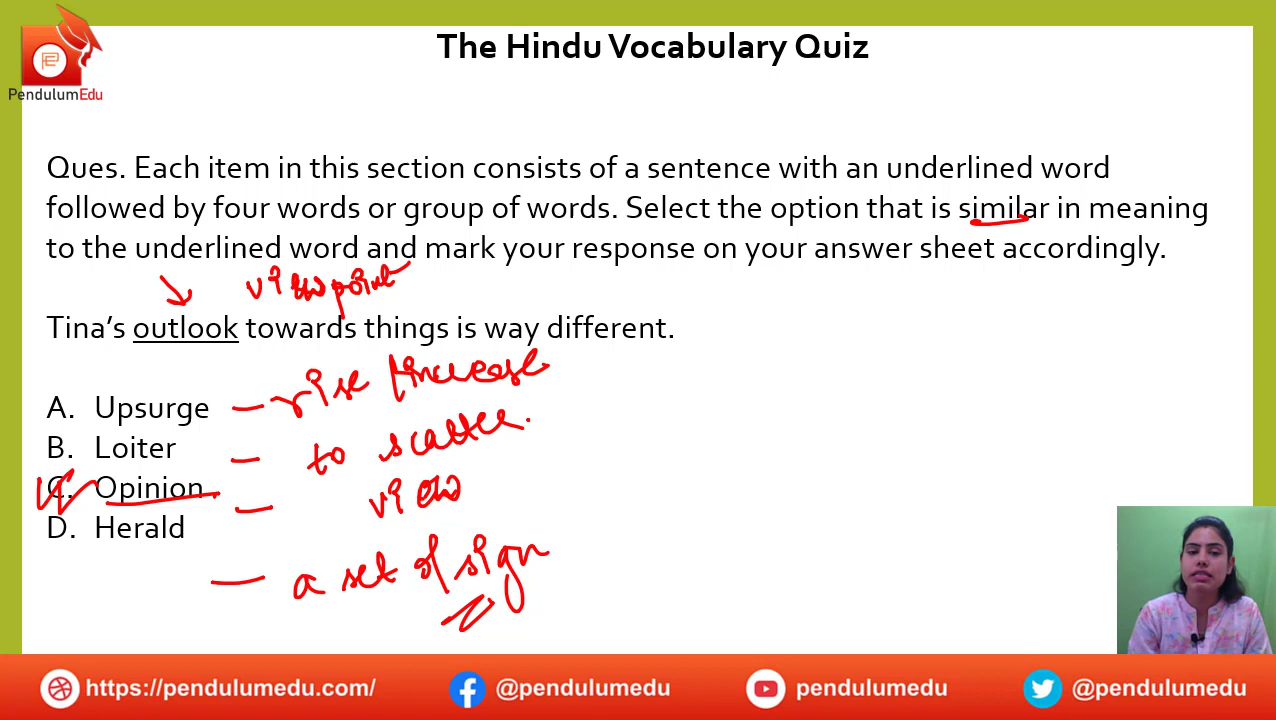 The Hindu Vocabulary Quiz
PendulumEdu
Ques. Each item in this section consists of a sentence with an underlined word
followed by four words or group of words. Select the option that is similar in meaning
to the underlined word and mark your response on your answer sheet accordingly.
viewpoint
Tina's outlook towards things is way different.
A. Upsurge – rise / increase
B. Loiter – to scatter.
C. Opinion. – view
D. Herald
– a set of sign
https://pendulumedu.com/
@pendulumedu
pendulumedu
@pendulumedu